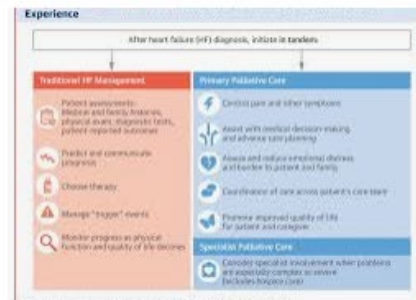 Experience
After heart failure (HF) diagnosis, initiate in tandem:
Traditional HF Management
Patient assessments:
Medical and family histories,
physical exam, diagnostic tests,
patient reported outcomes
Predict and communicate
prognosis
Choose therapy
Manage "trigger" events
Monitor progress as physical
function and quality of life declines
Primary Palliative Care
Control pain and other symptoms
Assist with medical decision-making
and advance care planning
Assess and reduce emotional distress
and burden to patient and family
Coordination of care across patient's care team
Promote improved quality of life
for patient and caregiver
Specialist Palliative Care
Consider specialist involvement when problems
are especially complex or severe
(includes hospice care)